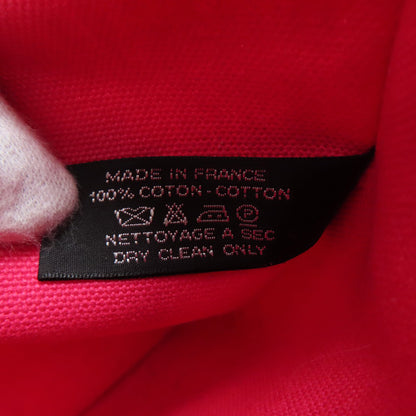 MADE IN FRANCE
100% COTON - COTTON
P
NETTOYAGE A SEC
DRY CLEAN ONLY